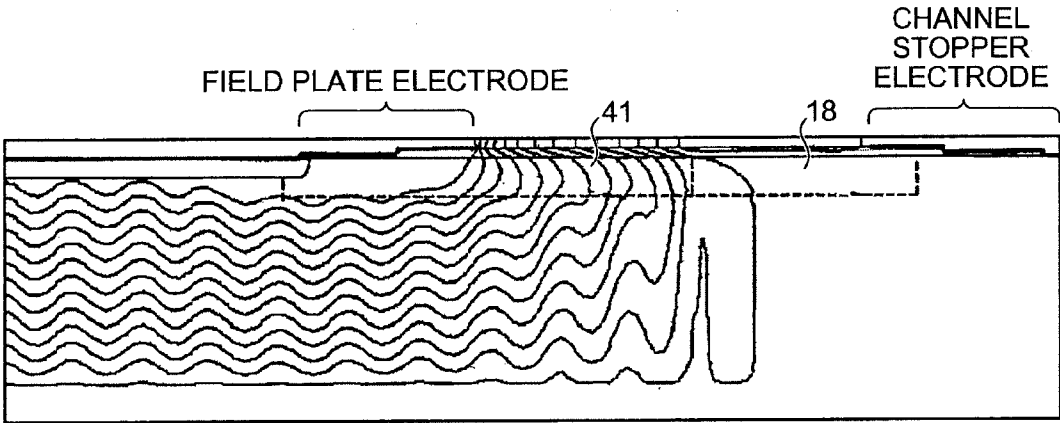 CHANNEL
STOPPER
ELECTRODE
FIELD PLATE ELECTRODE
41
18